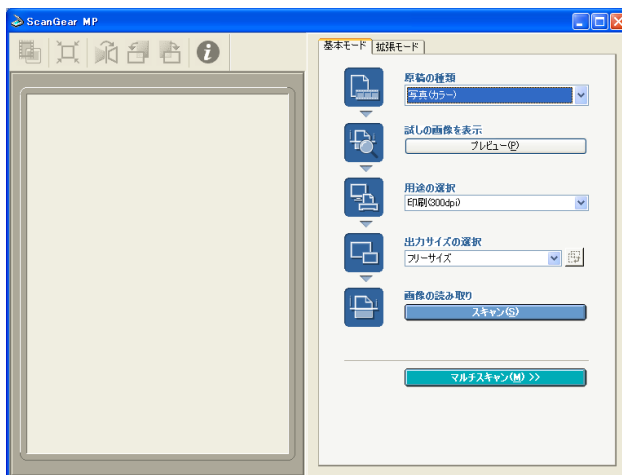 ScanGear MP
基本モード 拡張モード
原稿の種類
写真(カラー)
試しの画像を表示
プレビュー(P)
用途の選択
印刷(300dpi)
出力サイズの選択
フリーサイズ
画像の読み取り
スキャン(S)
マルチスキャン(M) >>